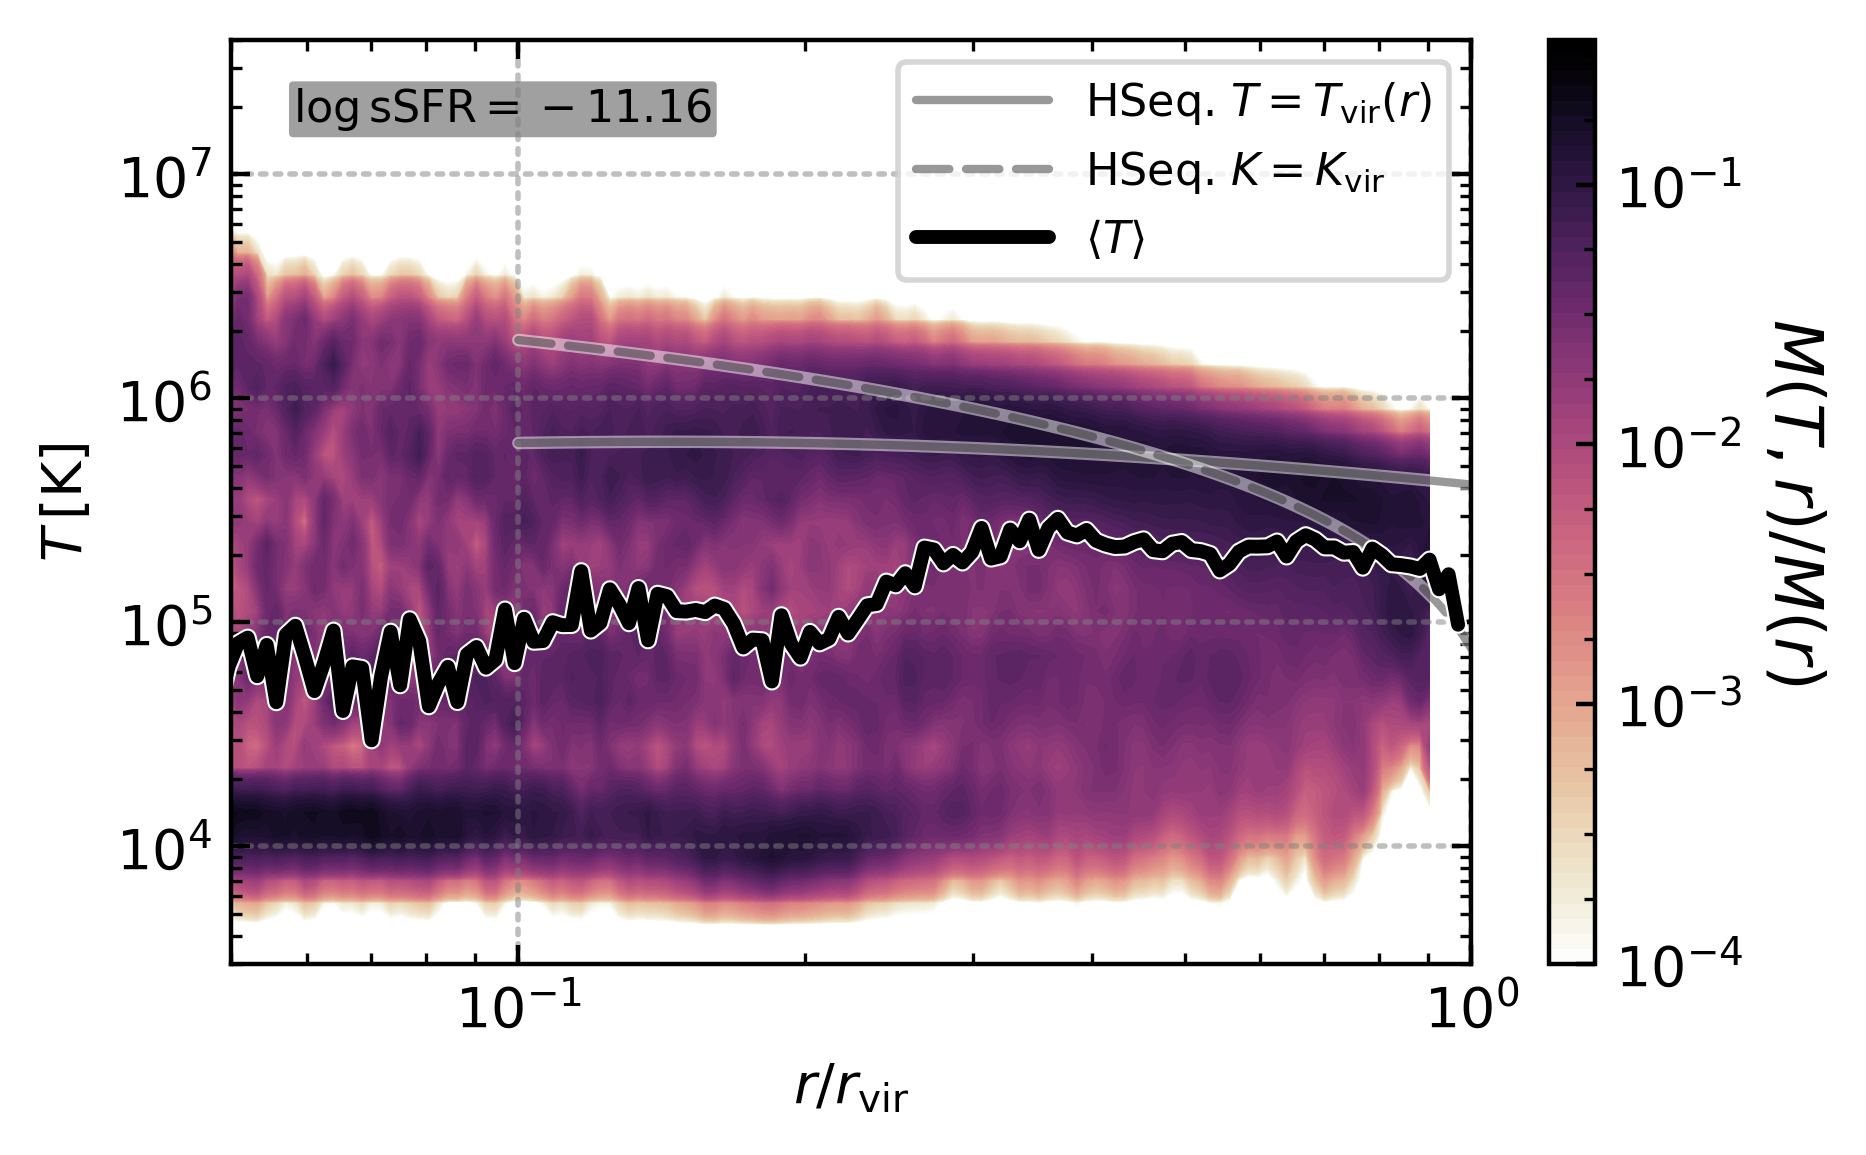 log sSFR = −11.16
HSeq. T = T_vir(r)
HSeq. K = K_vir
⟨T⟩
10^7
10^6
10^5
10^4
T [K]
10^−1
10^0
r/r_vir
10^−1
10^−2
10^−3
10^−4
M(T, r)/M(r)